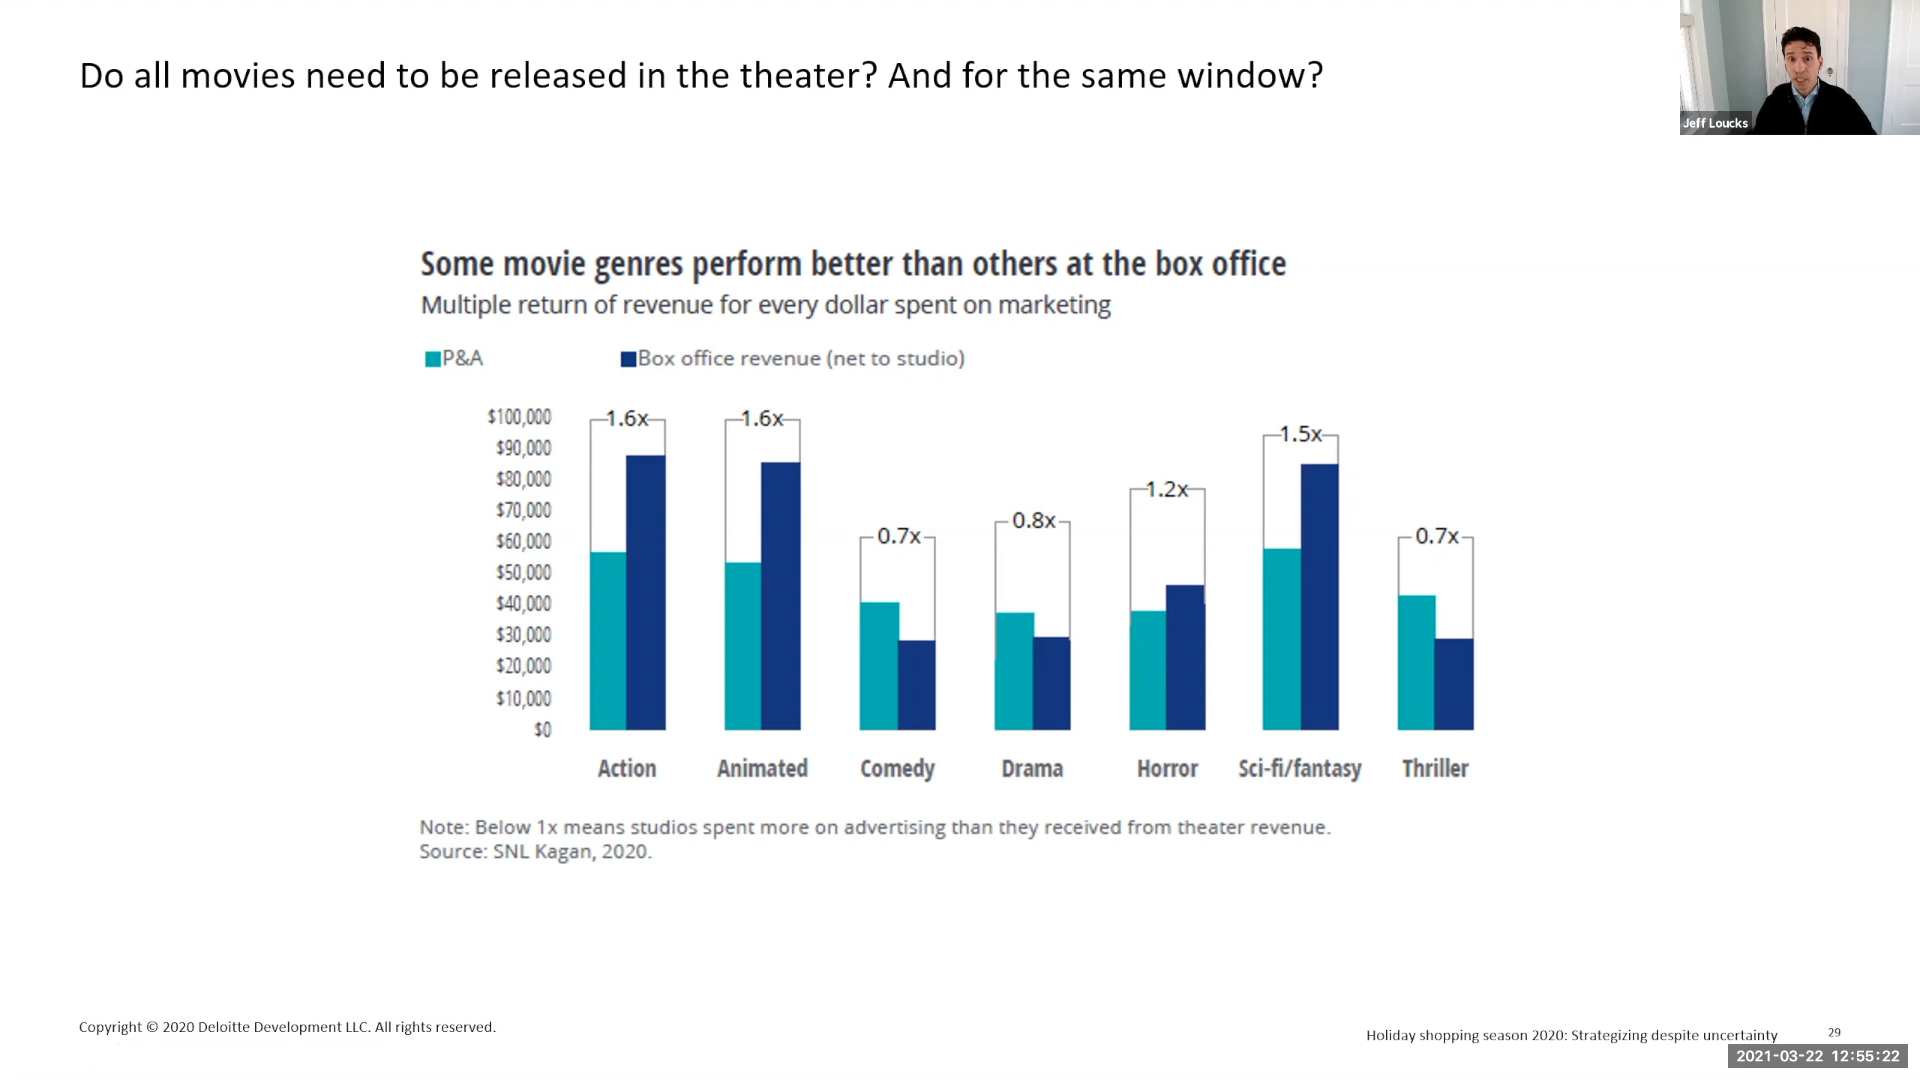 Do all movies need to be released in the theater? And for the same window?
Jeff Loucks
Some movie genres perform better than others at the box office
Multiple return of revenue for every dollar spent on marketing
P&A
Box office revenue (net to studio)
$100,000
$90,000
$80,000
$70,000
$60,000
$50,000
$40,000
$30,000
$20,000
$10,000
$0
1.6x
1.6x
0.7x
0.8x
1.2x
1.5x
0.7x
Action
Animated
Comedy
Drama
Horror
Sci-fi/fantasy
Thriller
Note: Below 1x means studios spent more on advertising than they received from theater revenue.
Source: SNL Kagan, 2020.
Copyright © 2020 Deloitte Development LLC. All rights reserved.
Holiday shopping season 2020: Strategizing despite uncertainty
29
2021-03-22 12:55:22